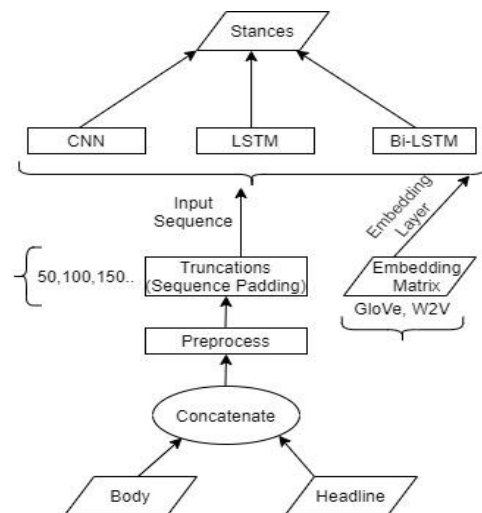 Stances
CNN
LSTM
Bi-LSTM
Input
Sequence
Embedding
Layer
50,100,150..
Truncations
(Sequence Padding)
Embedding
Matrix
GloVe, W2V
Preprocess
Concatenate
Body
Headline